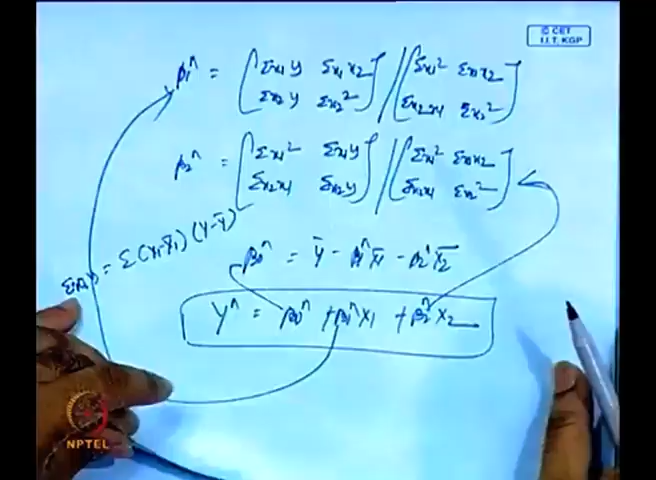 © CET
I.I.T. KGP
β1^ = [Σx1y Σx1x2 / [Σx1² Σx1x2
Σx2y Σx2²] Σx2x1 Σx2²]
β2^ = [Σx1² Σx1y / [Σx1² Σx1x2
Σx2x1 Σx2y] Σx2x1 Σx2²]
Σx1y = Σ(x1-x̄1)(Y-Ȳ)
β0^ = Ȳ - β1^x̄1 - β2^x̄2
Y^ = β0^ + β1^X1 + β2^X2
NPTEL